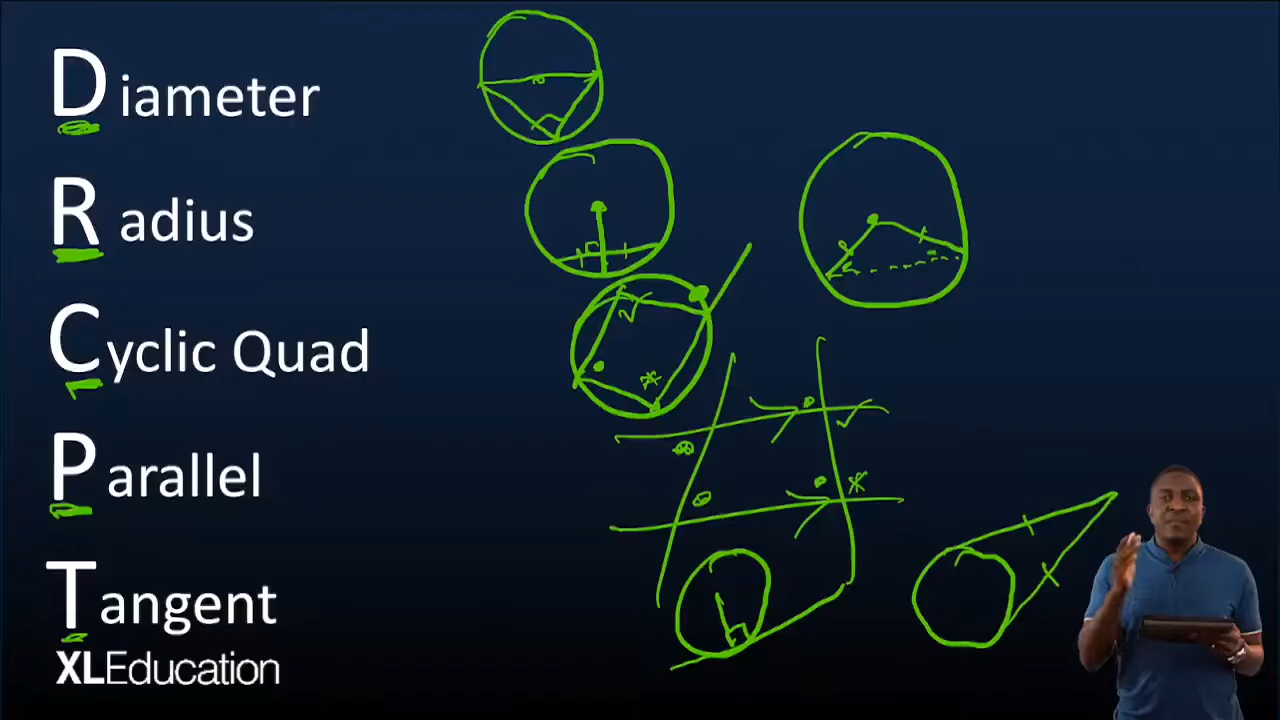 Diameter
Radius
Cyclic Quad
Parallel
Tangent
XLEducation